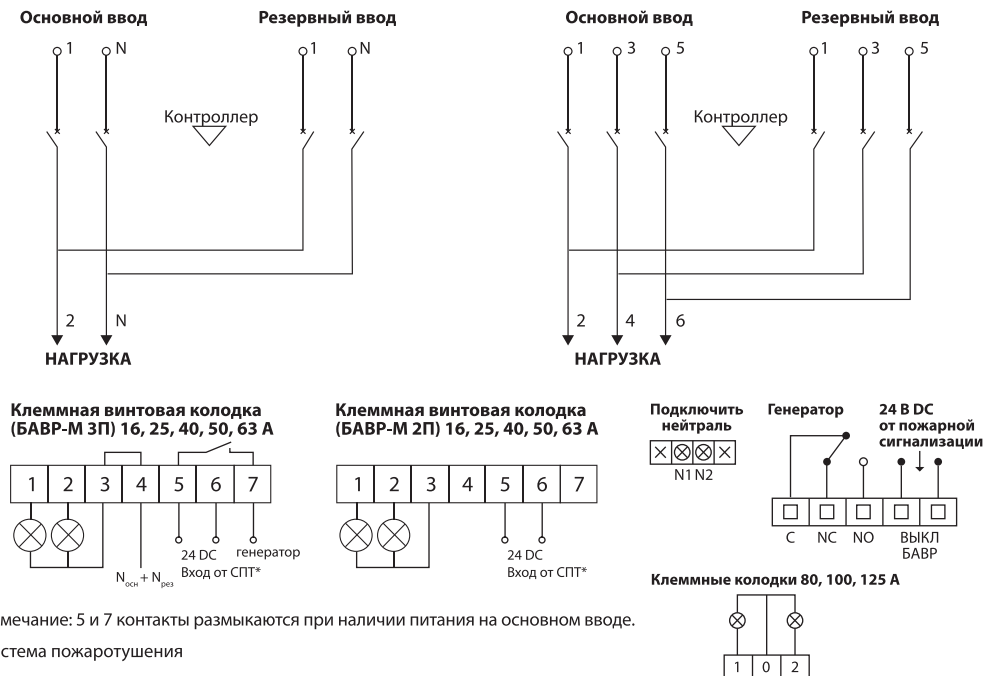 Основной ввод
Резервный ввод
1 N 1 N
Контроллер
2 N
НАГРУЗКА
Основной ввод
Резервный ввод
1 3 5 1 3 5
Контроллер
2 4 6
НАГРУЗКА
Клеммная винтовая колодка
(БАВР-М 3П) 16, 25, 40, 50, 63 А
1 2 3 4 5 6 7
24 DC
Вход от СПТ*
генератор
Nосн + Nрез
Клеммная винтовая колодка
(БАВР-М 2П) 16, 25, 40, 50, 63 А
1 2 3 4 5 6 7
24 DC
Вход от СПТ*
Подключить
нейтраль
N1 N2
Генератор
24 В DC
от пожарной
сигнализации
C NC NO ВЫКЛ
БАВР
Клеммные колодки 80, 100, 125 А
1 0 2
мечание: 5 и 7 контакты размыкаются при наличии питания на основном вводе.
стема пожаротушения